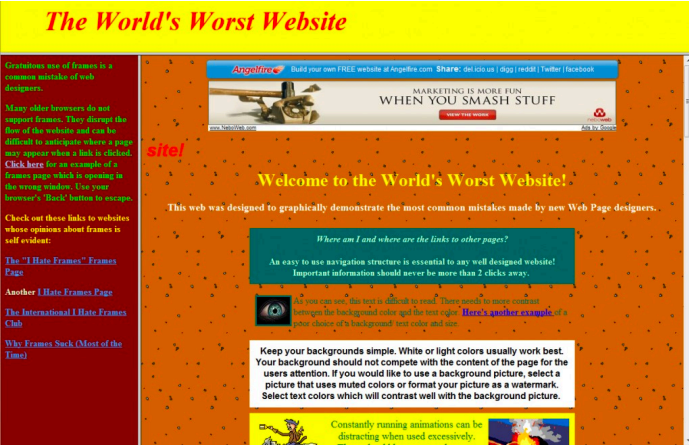 The World's Worst Website
Gratuitous use of frames is a
common mistake of web
designers.
Many older browsers do not
support frames. They disrupt the
flow of the website and can be
difficult to anticipate where a page
may appear when a link is clicked.
Click here for an example of a
frames page which is opening in
the wrong window. Use your
browser's 'Back' button to escape.
Check out these links to websites
whose opinions about frames is
self evident:
The "I Hate Frames" Frames
Page
Another I Hate Frames Page
The International I Hate Frames
Club
Why Frames Suck (Most of the
Time)
Angelfire Build your own FREE website at Angelfire.com Share: del.icio.us | digg | reddit | Twitter | facebook
MARKETING IS MORE FUN
WHEN YOU SMASH STUFF
VIEW THE WORK
neboweb
www.NeboWeb.com Ads by Google
site!
Welcome to the World's Worst Website!
This web was designed to graphically demonstrate the most common mistakes made by new Web Page designers.
Where am I and where are the links to other pages?
An easy to use navigation structure is essential to any well designed website!
Important information should never be more than 2 clicks away.
As you can see, this text is difficult to read. There needs to be more contrast
between the background color and the text color. Here's another example of a
poor choice of background/ text color and size.
Keep your backgrounds simple. White or light colors usually work best.
Your background should not compete with the content of the page for the
users attention. If you would like to use a background picture, select a
picture that uses muted colors or format your picture as a watermark.
Select text colors which will contrast well with the background picture.
Constantly running animations can be
distracting when used excessively.